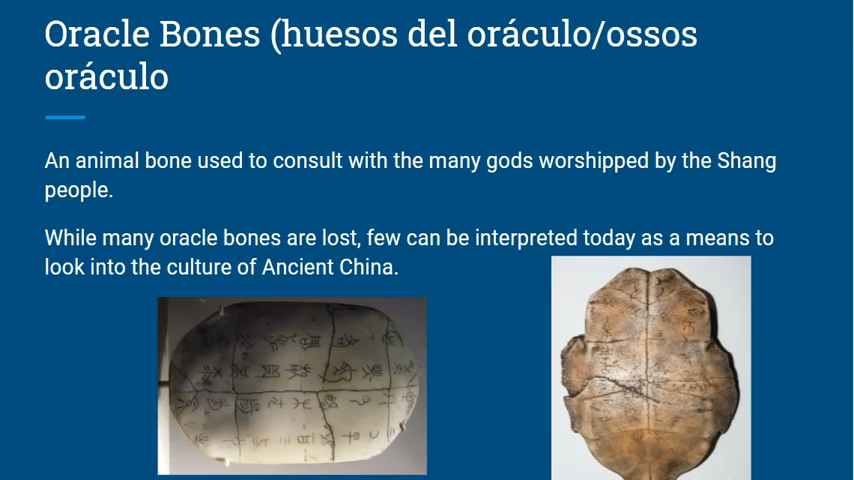 Oracle Bones (huesos del oráculo/ossos
oráculo
An animal bone used to consult with the many gods worshipped by the Shang
people.
While many oracle bones are lost, few can be interpreted today as a means to
look into the culture of Ancient China.